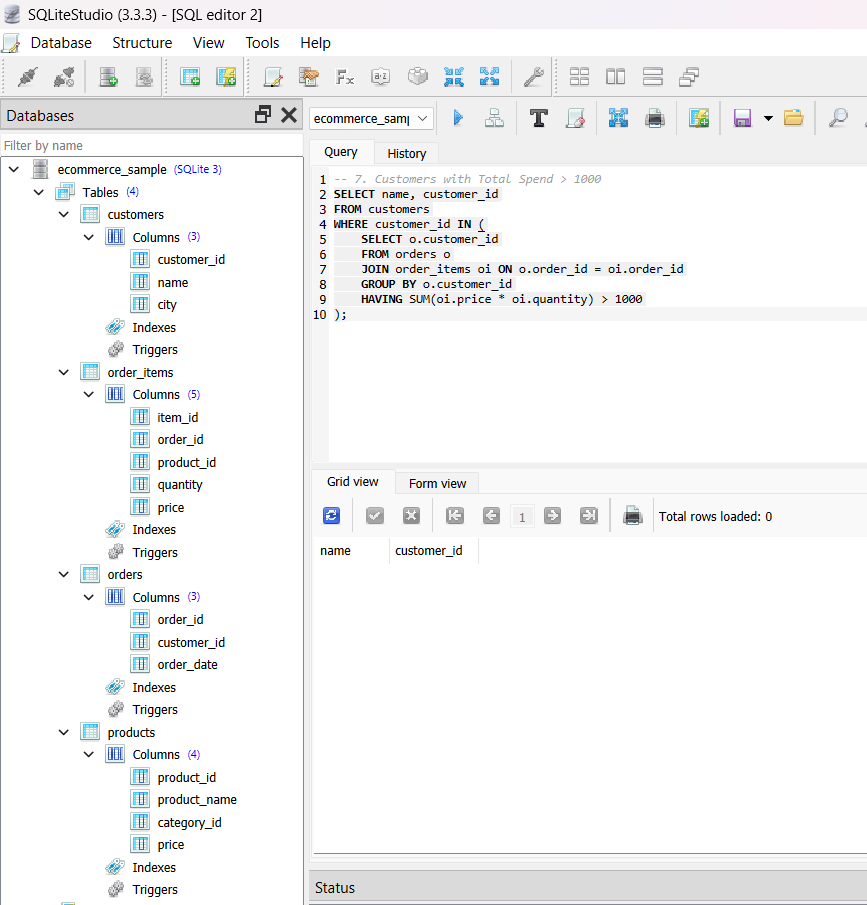 SQLiteStudio (3.3.3) - [SQL editor 2]
Database Structure View Tools Help
Databases
Filter by name
ecommerce_sample (SQLite 3)
Tables (4)
customers
Columns (3)
customer_id
name
city
Indexes
Triggers
order_items
Columns (5)
item_id
order_id
product_id
quantity
price
Indexes
Triggers
orders
Columns (3)
order_id
customer_id
order_date
Indexes
Triggers
products
Columns (4)
product_id
product_name
category_id
price
Indexes
Triggers
ecommerce_samp
Query History
1 -- 7. Customers with Total Spend > 1000
2 SELECT name, customer_id
3 FROM customers
4 WHERE customer_id IN (
5 SELECT o.customer_id
6 FROM orders o
7 JOIN order_items oi ON o.order_id = oi.order_id
8 GROUP BY o.customer_id
9 HAVING SUM(oi.price * oi.quantity) > 1000
10 );
Grid view Form view
1 Total rows loaded: 0
name customer_id
Status